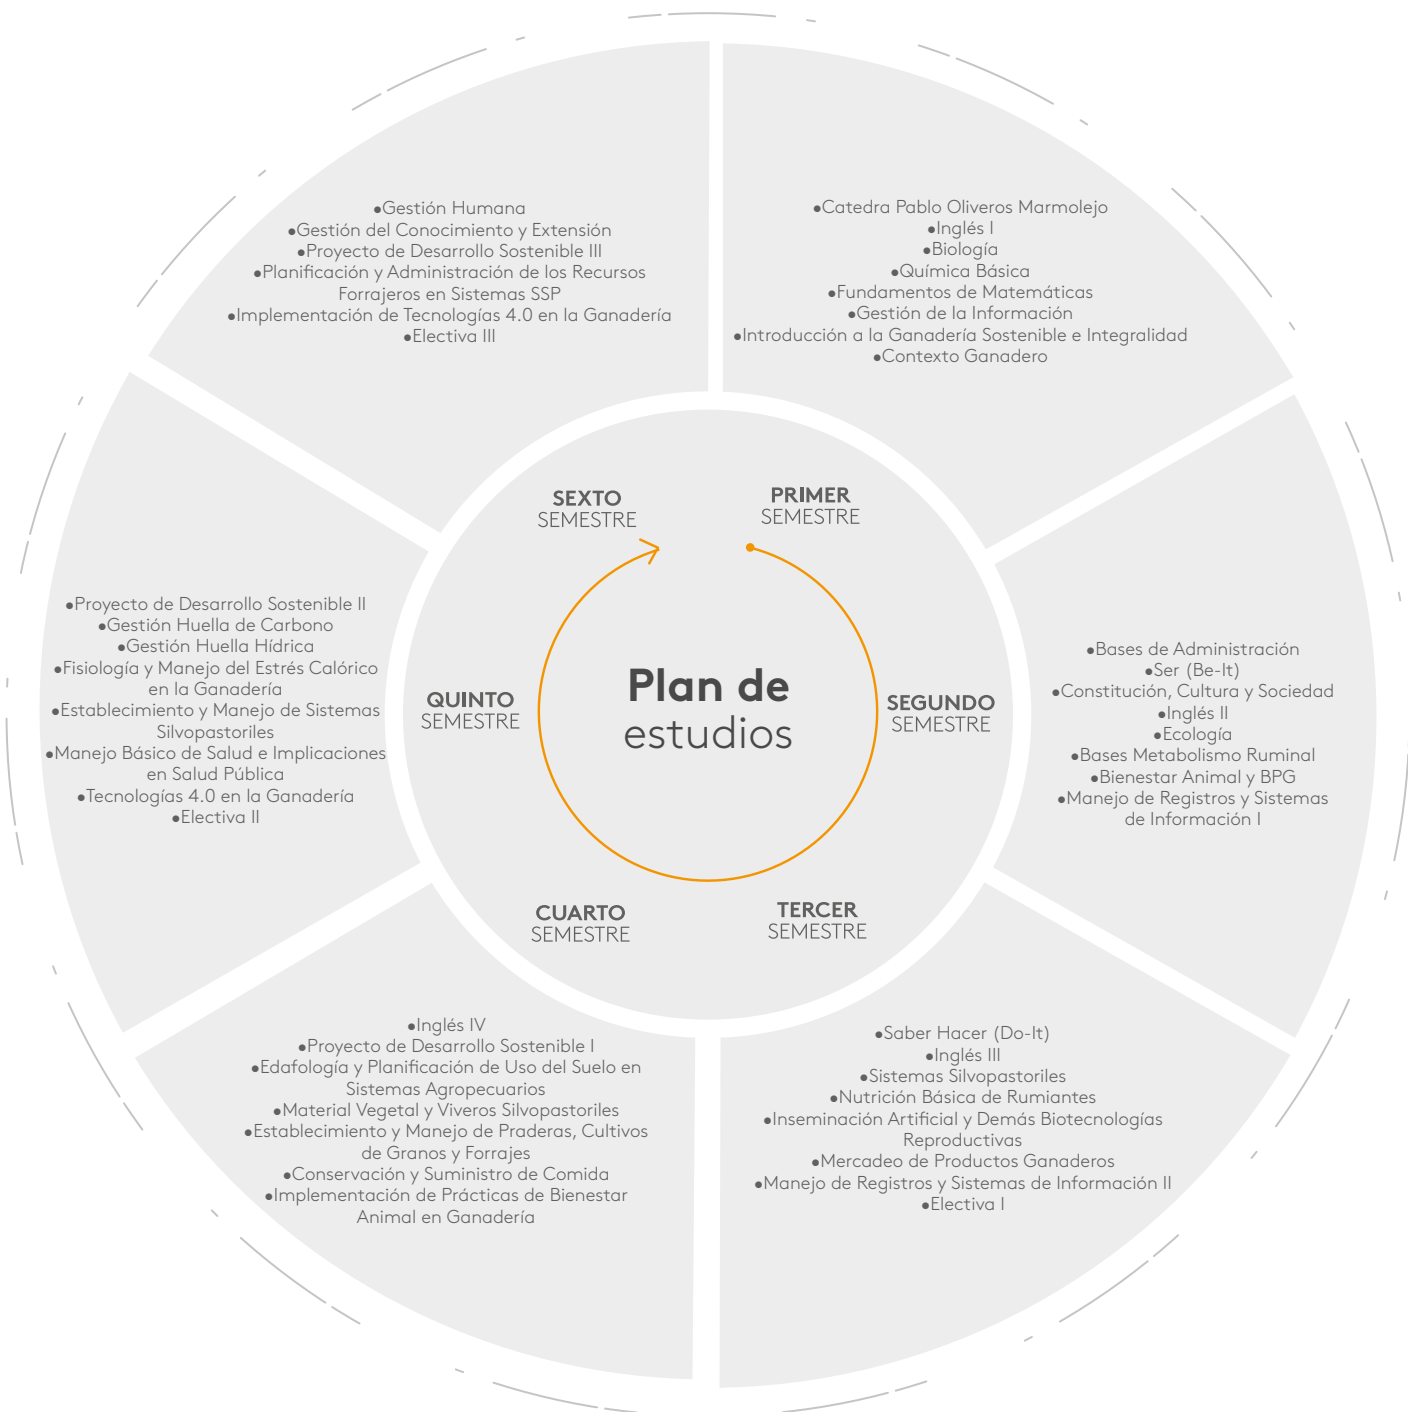 Plan de
estudios
PRIMER
SEMESTRE
•Catedra Pablo Oliveros Marmolejo
•Inglés I
•Biología
•Química Básica
•Fundamentos de Matemáticas
•Gestión de la Información
•Introducción a la Ganadería Sostenible e Integralidad
•Contexto Ganadero
SEGUNDO
SEMESTRE
•Bases de Administración
•Ser (Be-It)
•Constitución, Cultura y Sociedad
•Inglés II
•Ecología
•Bases Metabolismo Ruminal
•Bienestar Animal y BPG
•Manejo de Registros y Sistemas
de Información I
TERCER
SEMESTRE
•Saber Hacer (Do-It)
•Inglés III
•Sistemas Silvopastoriles
•Nutrición Básica de Rumiantes
•Inseminación Artificial y Demás Biotecnologías
Reproductivas
•Mercadeo de Productos Ganaderos
•Manejo de Registros y Sistemas de Información II
•Electiva I
CUARTO
SEMESTRE
•Inglés IV
•Proyecto de Desarrollo Sostenible I
•Edafología y Planificación de Uso del Suelo en
Sistemas Agropecuarios
•Material Vegetal y Viveros Silvopastoriles
•Establecimiento y Manejo de Praderas, Cultivos
de Granos y Forrajes
•Conservación y Suministro de Comida
•Implementación de Prácticas de Bienestar
Animal en Ganadería
QUINTO
SEMESTRE
•Proyecto de Desarrollo Sostenible II
•Gestión Huella de Carbono
•Gestión Huella Hídrica
•Fisiología y Manejo del Estrés Calórico
en la Ganadería
•Establecimiento y Manejo de Sistemas
Silvopastoriles
•Manejo Básico de Salud e Implicaciones
en Salud Pública
•Tecnologías 4.0 en la Ganadería
•Electiva II
SEXTO
SEMESTRE
•Gestión Humana
•Gestión del Conocimiento y Extensión
•Proyecto de Desarrollo Sostenible III
•Planificación y Administración de los Recursos
Forrajeros en Sistemas SSP
•Implementación de Tecnologías 4.0 en la Ganadería
•Electiva III